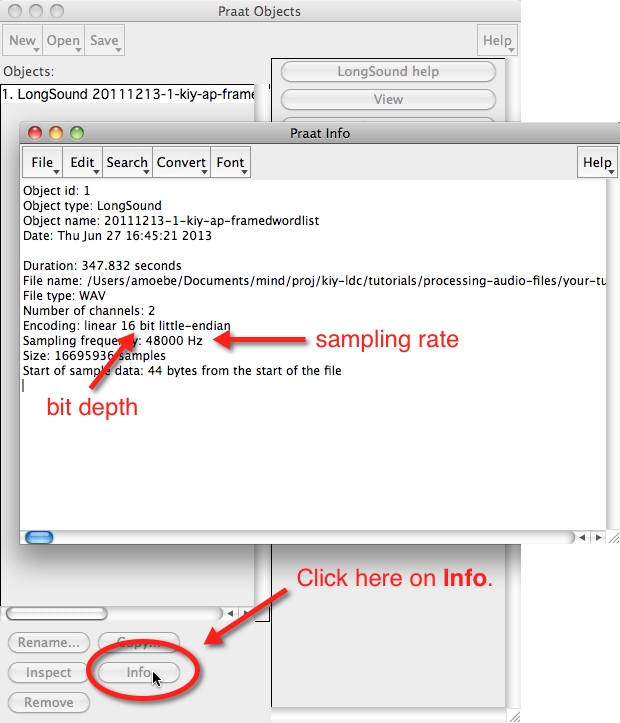 Praat Objects
New Open Save Help
Objects:
1. LongSound 20111213-1-kiy-ap-frame
LongSound help
View
Praat Info
File Edit Search Convert Font Help
Object id: 1
Object type: LongSound
Object name: 20111213-1-kiy-ap-framedwordlist
Date: Thu Jun 27 16:45:21 2013
Duration: 347.832 seconds
File name: /Users/amoebe/Documents/mind/proj/kiy-ldc/tutorials/processing-audio-files/your-tu
File type: WAV
Number of channels: 2
Encoding: linear 16 bit little-endian
Sampling frequency: 48000 Hz
sampling rate
Size: 16695936 samples
Start of sample data: 44 bytes from the start of the file
bit depth
Click here on Info.
Rename... Copy...
Inspect Info
Remove